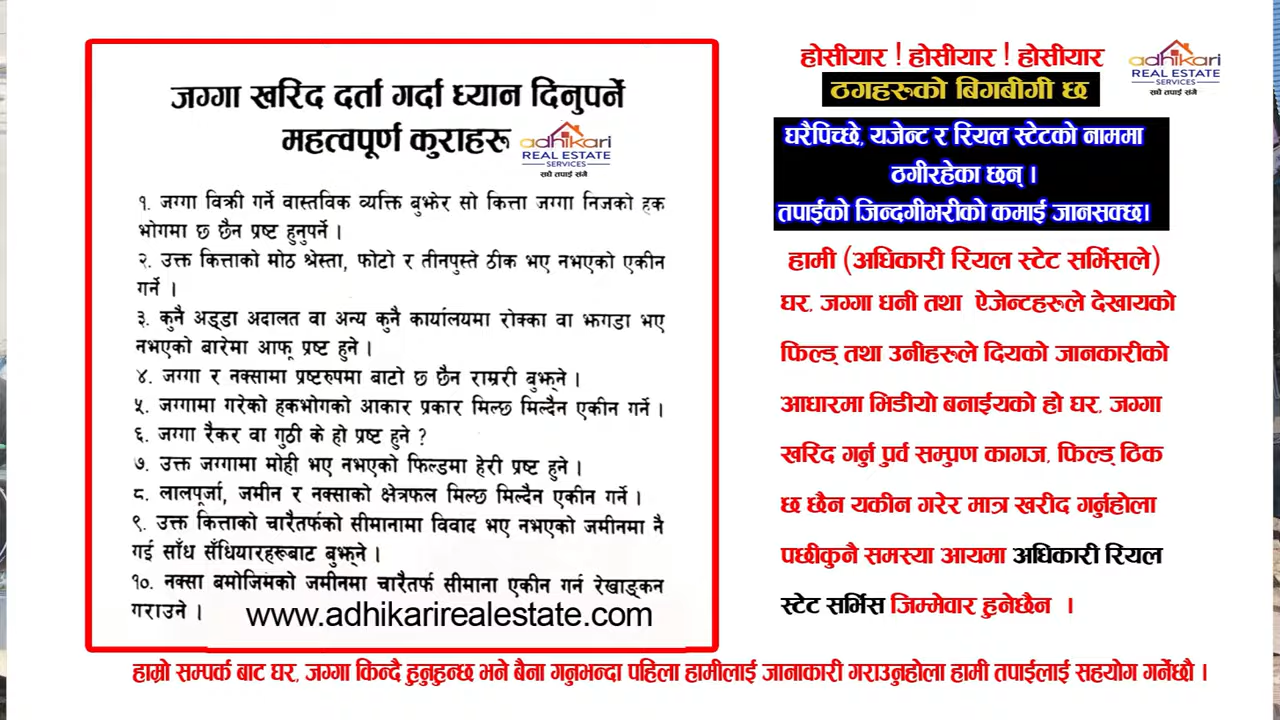 जग्गा खरिद दर्ता गर्दा ध्यान दिनुपर्ने
महत्वपूर्ण कुराहरू
adhikari
REAL ESTATE
SERVICES
सधैं तपाई संगै
१. जग्गा विक्री गर्ने वास्तविक व्यक्ति बुझेर सो कित्ता जग्गा निजको हक
भोगमा छ छैन प्रष्ट हुनुपर्ने ।
२. उक्त कित्ताको मोठ श्रेस्ता, फोटो र तीनपुस्ते ठीक भए नभएको एकीन
गर्ने ।
३. कुनै अड्डा अदालत वा अन्य कुनै कार्यालयमा रोक्का वा झगडा भए
नभएको बारेमा आफू प्रष्ट हुने ।
४. जग्गा र नक्सामा प्रष्टरुपमा बाटो छ छैन राम्ररी बुझ्ने ।
५. जग्गामा गरेको हकभोगको आकार प्रकार मिल्छ मिल्दैन एकीन गर्ने ।
६. जग्गा रैकर वा गुठी के हो प्रष्ट हुने ?
७. उक्त जग्गामा मोही भए नभएको फिल्डमा हेरी प्रष्ट हुने ।
८. लालपूर्जा, जमीन र नक्साको क्षेत्रफल मिल्छ मिल्दैन एकीन गर्ने ।
९. उक्त कित्ताको चारैतर्फको सीमानामा विवाद भए नभएको जमीनमा नै
गई साँध सँधियारहरूबाट बुझ्ने ।
१०. नक्सा बमोजिमको जमीनमा चारैतर्फ सीमाना एकीन गर्न रेखाङ्कन
गराउने ।
www.adhikarirealestate.com
होसीयार ! होसीयार ! होसीयार
ठगहरुको बिगबीगी छ
adhikari
REAL ESTATE
SERVICES
सधैं तपाई संगै
घरैपिच्छे, यजेन्ट र रियल स्टेटको नाममा
ठगीरहेका छन् ।
तपाईको जिन्दगीभरीको कमाई जानसक्छ।
हामी (अधिकारी रियल स्टेट सर्भिसले)
घर, जग्गा धनी तथा ऐजेन्टहरुले देखायको
फिल्ड् तथा उनीहरुले दियको जानकारीको
आधारमा भिडीयो बनाईयको हो घर, जग्गा
खरिद गर्नु पुर्व सम्पुण कागज, फिल्ड् ठिक
छ छैन यकीन गरेर मात्र खरीद गर्नुहोला
पछीकुनै समस्या आयमा अधिकारी रियल
स्टेट सर्भिस जिम्मेवार हुनेछैन ।
हाम्रो सम्पर्क बाट घर, जग्गा किन्दै हुनुहुन्छ भने बैना गनुभन्दा पहिला हामीलाई जानाकारी गराउनुहोला हामी तपाईलाई सहयोग गर्नेछौ ।